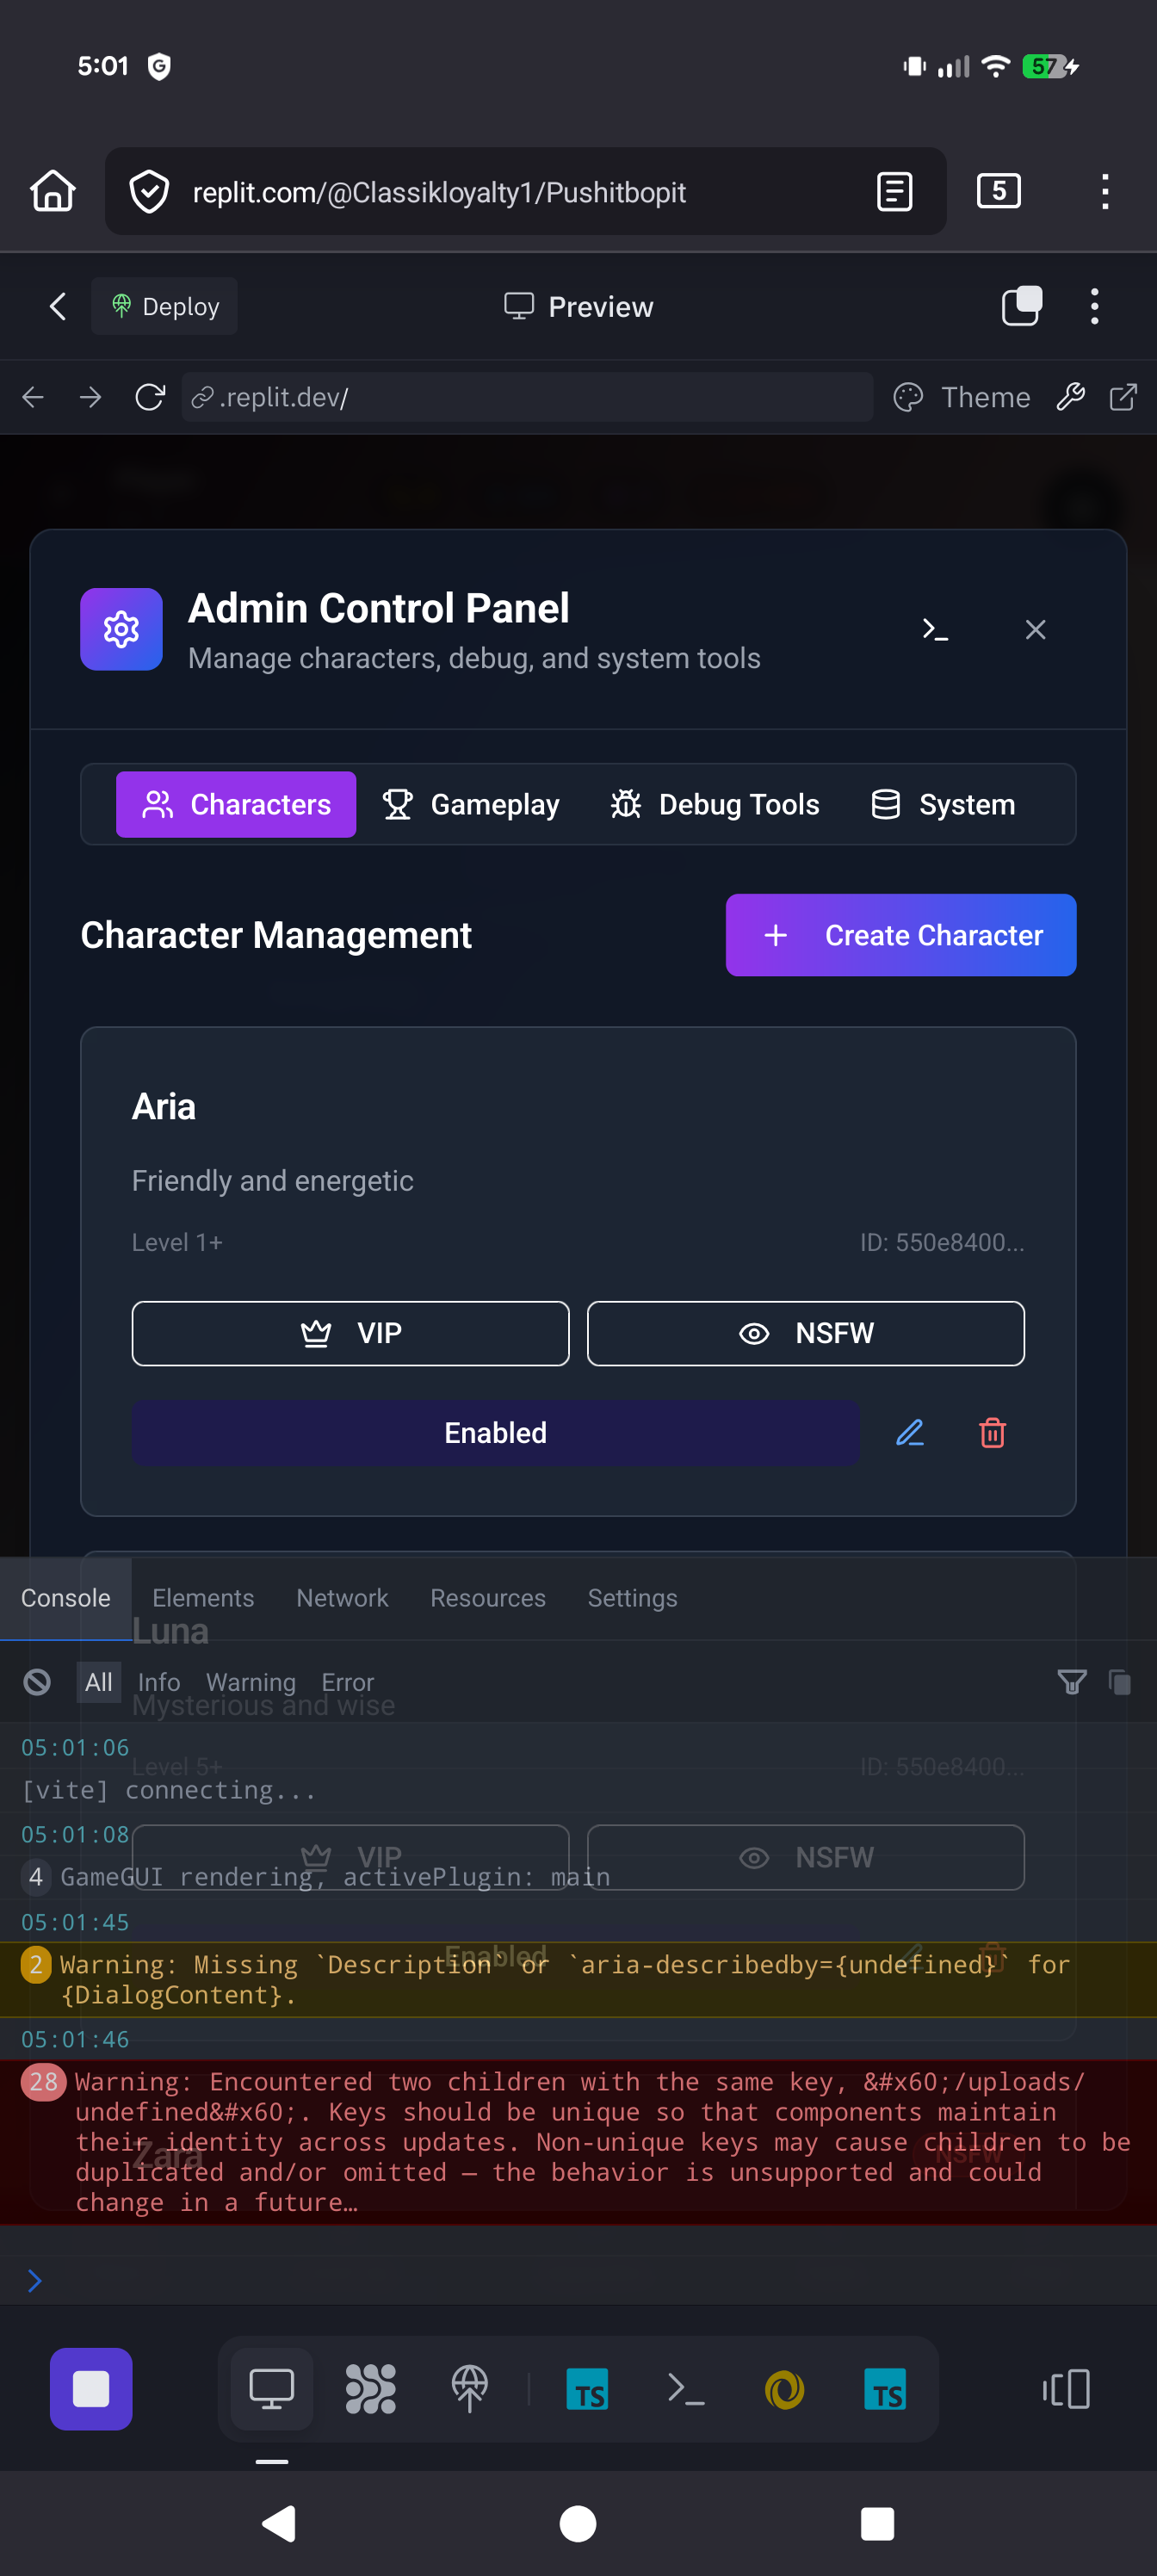 5:01
57
replit.com/@Classikloyalty1/Pushitbopit
5
Deploy
Preview
.replit.dev/
Theme
Admin Control Panel
Manage characters, debug, and system tools
Characters
Gameplay
Debug Tools
System
Character Management
Create Character
Aria
Friendly and energetic
Level 1+
ID: 550e8400...
VIP
NSFW
Enabled
Console
Elements
Network
Resources
Settings
Luna
All
Info
Warning
Error
Mysterious and wise
05:01:06
Level 5+
ID: 550e8400...
[vite] connecting...
05:01:08
VIP
NSFW
4 GameGUI rendering, activePlugin: main
05:01:45
Enabled
2 Warning: Missing `Description` or `aria-describedby={undefined}` for
{DialogContent}.
05:01:46
28 Warning: Encountered two children with the same key, &#x60;/uploads/
undefined&#x60;. Keys should be unique so that components maintain
their identity across updates. Non-unique keys may cause children to be
Zara
NSFW
duplicated and/or omitted — the behavior is unsupported and could
change in a future…
TS
TS